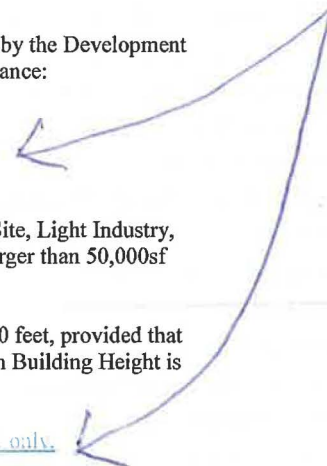 by the Development
ance:
Site, Light Industry,
rger than 50,000sf
0 feet, provided that
n Building Height is
only.